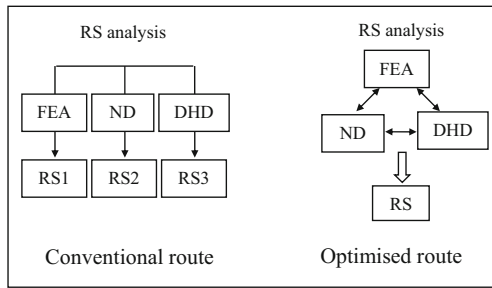 RS analysis
FEA ND DHD
RS1 RS2 RS3
Conventional route
RS analysis
FEA
ND DHD
RS
Optimised route